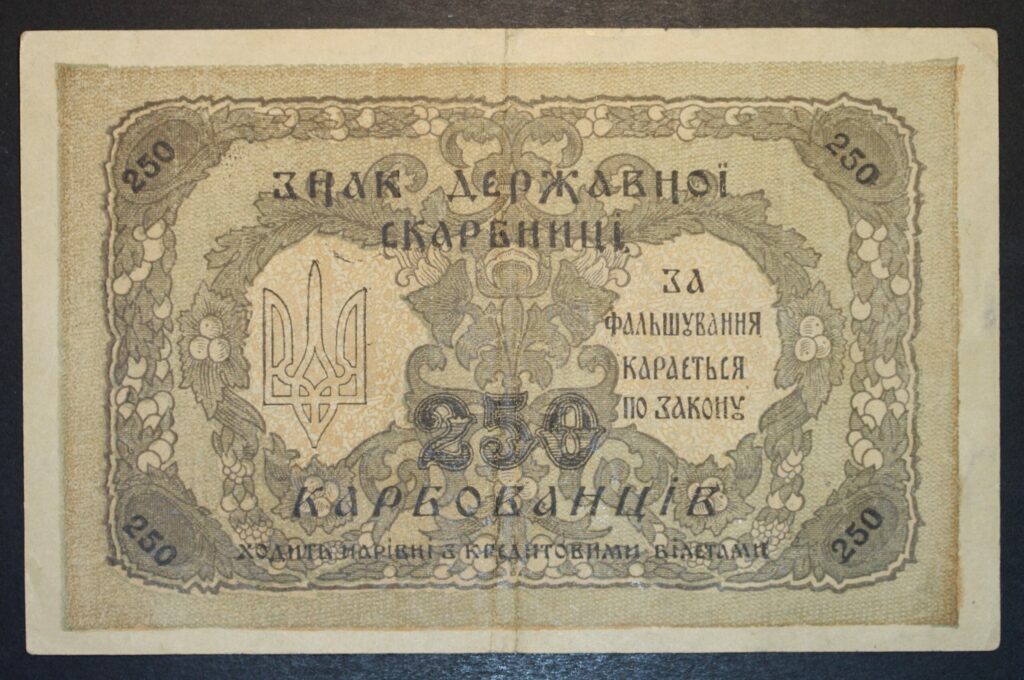 250
250
ЗНАК ДЕРЖАВНОЇ
СКАРБНИЦІ
ЗА
ФАЛЬШУВАННЯ
КАРАЄТЬСЯ
ПО ЗАКОНУ
250
КАРБОВАНЦІВ
ХОДИТЬ НАРІВНІ З КРЕДИТОВИМИ БІЛЕТАМИ
250
250